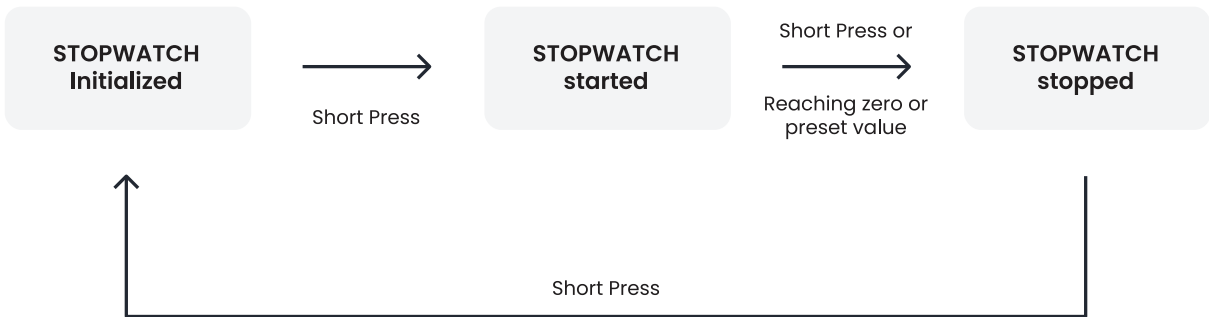 STOPWATCH
Initialized
Short Press
STOPWATCH
started
Short Press or
Reaching zero or
preset value
STOPWATCH
stopped
Short Press